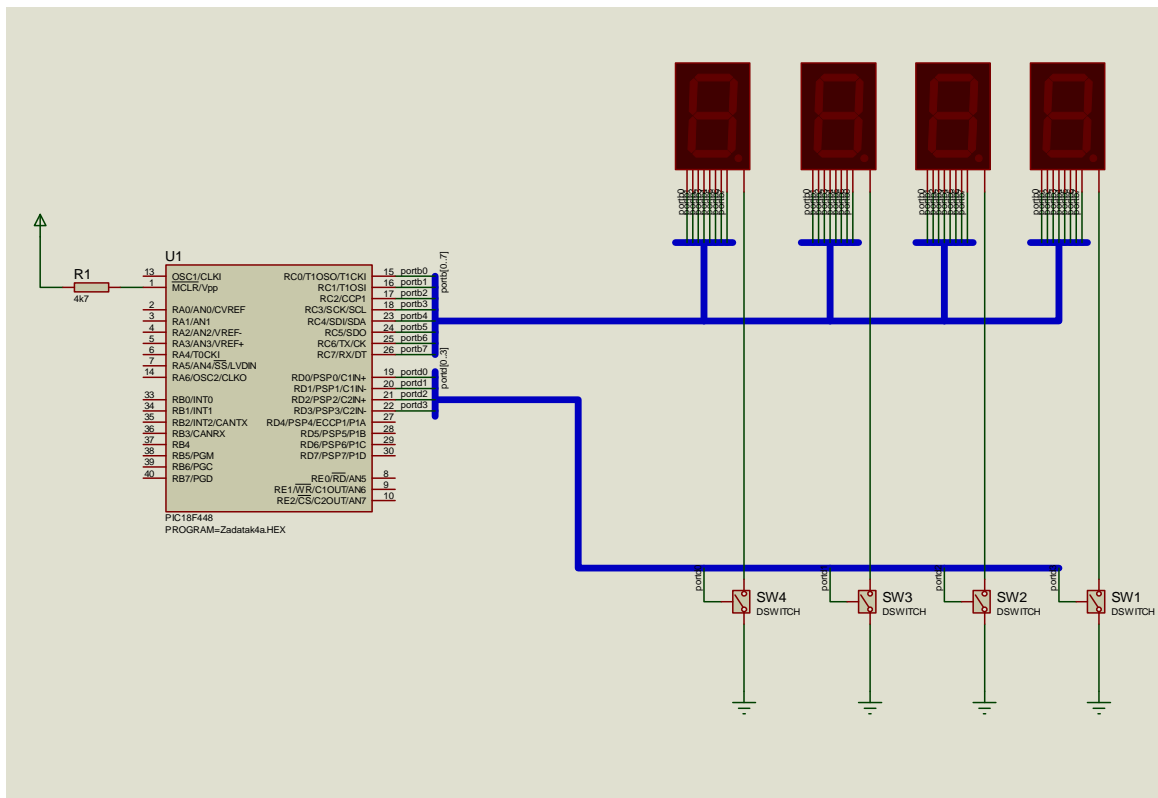 U1
R1
4k7
13
OSC1/CLKI
1
MCLR/Vpp
2
RA0/AN0/CVREF
3
RA1/AN1
4
RA2/AN2/VREF-
5
RA3/AN3/VREF+
6
RA4/T0CKI
7
RA5/AN4/SS/LVDIN
14
RA6/OSC2/CLKO
33
RB0/INT0
34
RB1/INT1
35
RB2/INT2/CANTX
36
RB3/CANRX
37
RB4
38
RB5/PGM
39
RB6/PGC
40
RB7/PGD
RC0/T1OSO/T1CKI
15
portb0
RC1/T1OSI
16
portb1
RC2/CCP1
17
portb2
RC3/SCK/SCL
18
portb3
RC4/SDI/SDA
23
portb4
RC5/SDO
24
portb5
RC6/TX/CK
25
portb6
RC7/RX/DT
26
portb7
RD0/PSP0/C1IN+
19
portd0
RD1/PSP1/C1IN-
20
portd1
RD2/PSP2/C2IN+
21
portd2
RD3/PSP3/C2IN-
22
portd3
RD4/PSP4/ECCP1/P1A
27
RD5/PSP5/P1B
28
RD6/PSP6/P1C
29
RD7/PSP7/P1D
30
RE0/RD/AN5
8
RE1/WR/C1OUT/AN6
9
RE2/CS/C2OUT/AN7
10
PIC18F448
PROGRAM=Zadatak4a.HEX
portb[0..7]
portd[0..3]
portb0
portb0
portb0
portb0
SW4
DSWITCH
SW3
DSWITCH
SW2
DSWITCH
SW1
DSWITCH